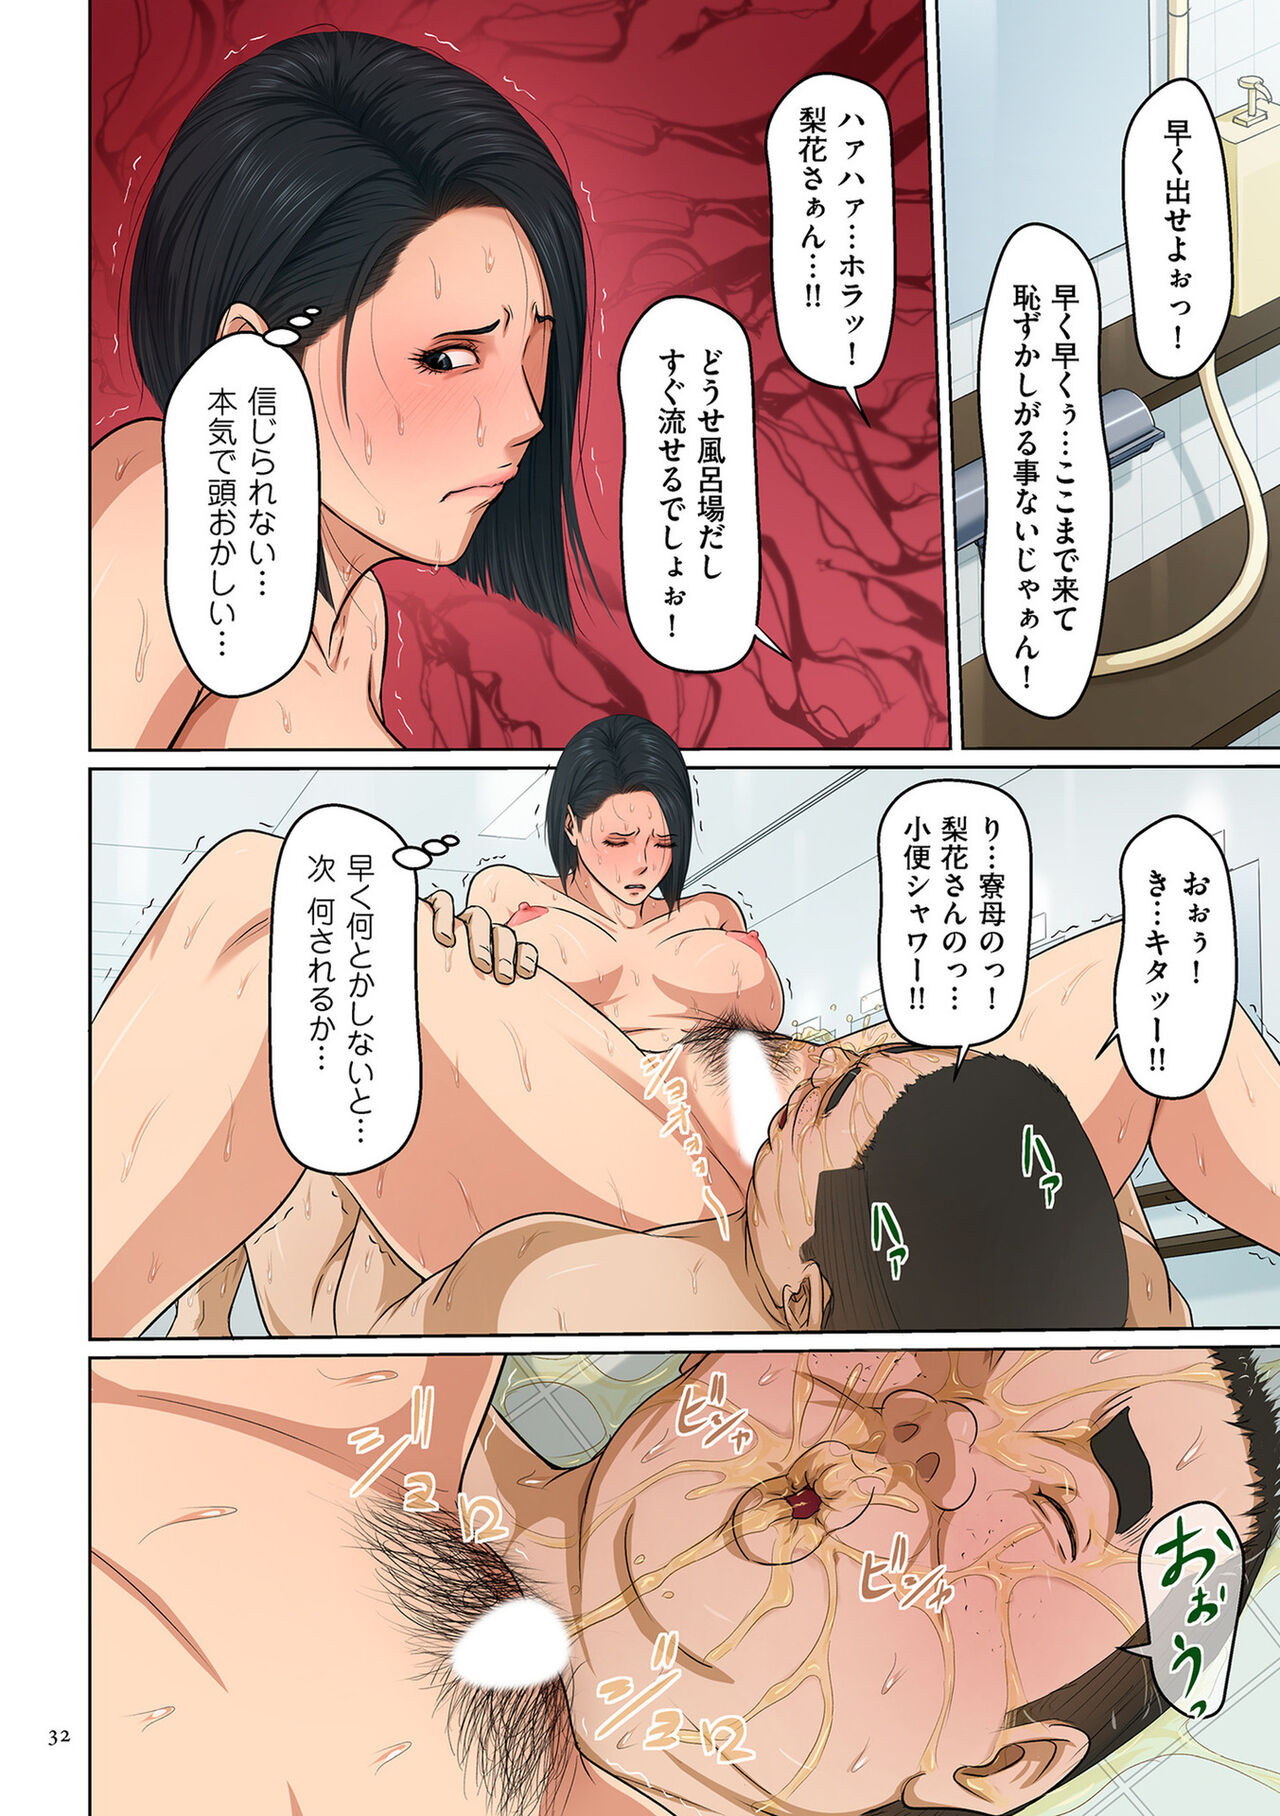 早く出せよぉっ！
早く早くぅ…ここまで来て
恥ずかしがる事ないじゃぁん！
ハァハァ…ホラッ！
梨花さぁん…!!
どうせ風呂場だし
すぐ流せるでしょぉ！
信じられない…
本気で頭おかしい…
おぉぅ！
き…キタッー!!
り…寮母のっ！
梨花さんのっ…
小便シャワー!!
早く何とかしないと…
次 何されるか…
ジョオオッ〜
ハァ
ハァ
ビシャ
ジョロ
ビシャ
ジョロ
おぉうっ
32